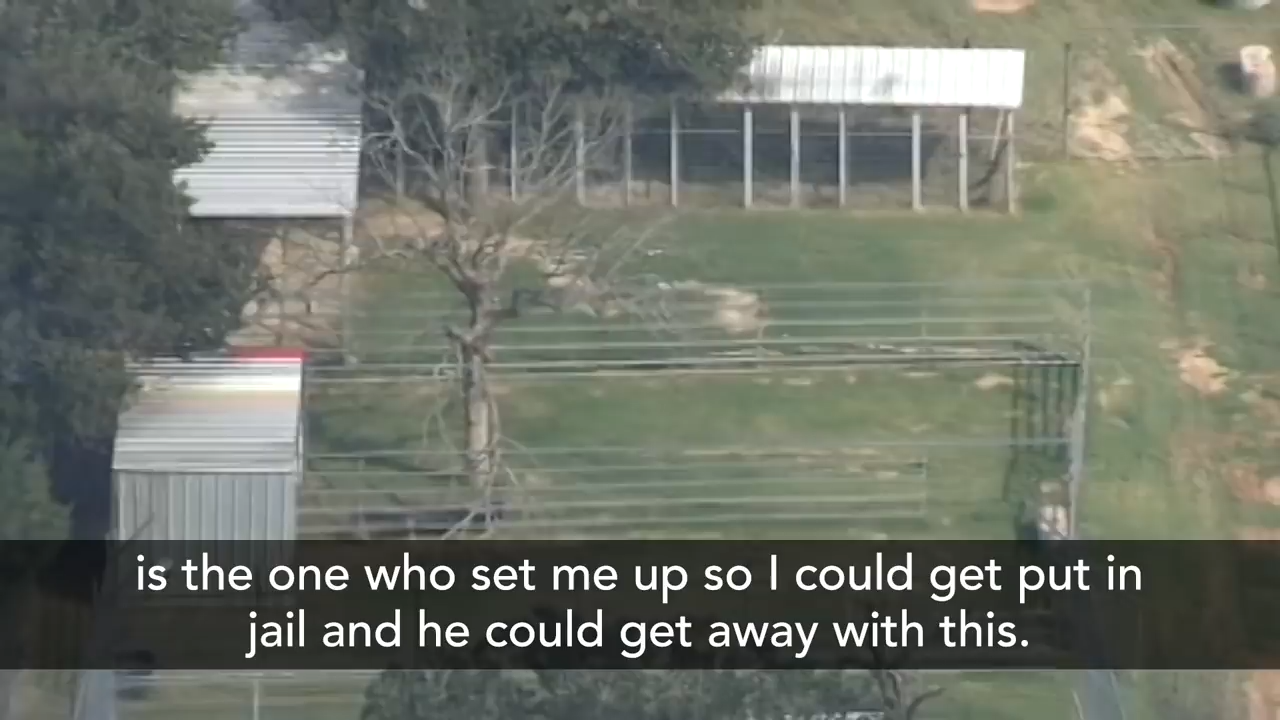 is the one who set me up so I could get put in
jail and he could get away with this.